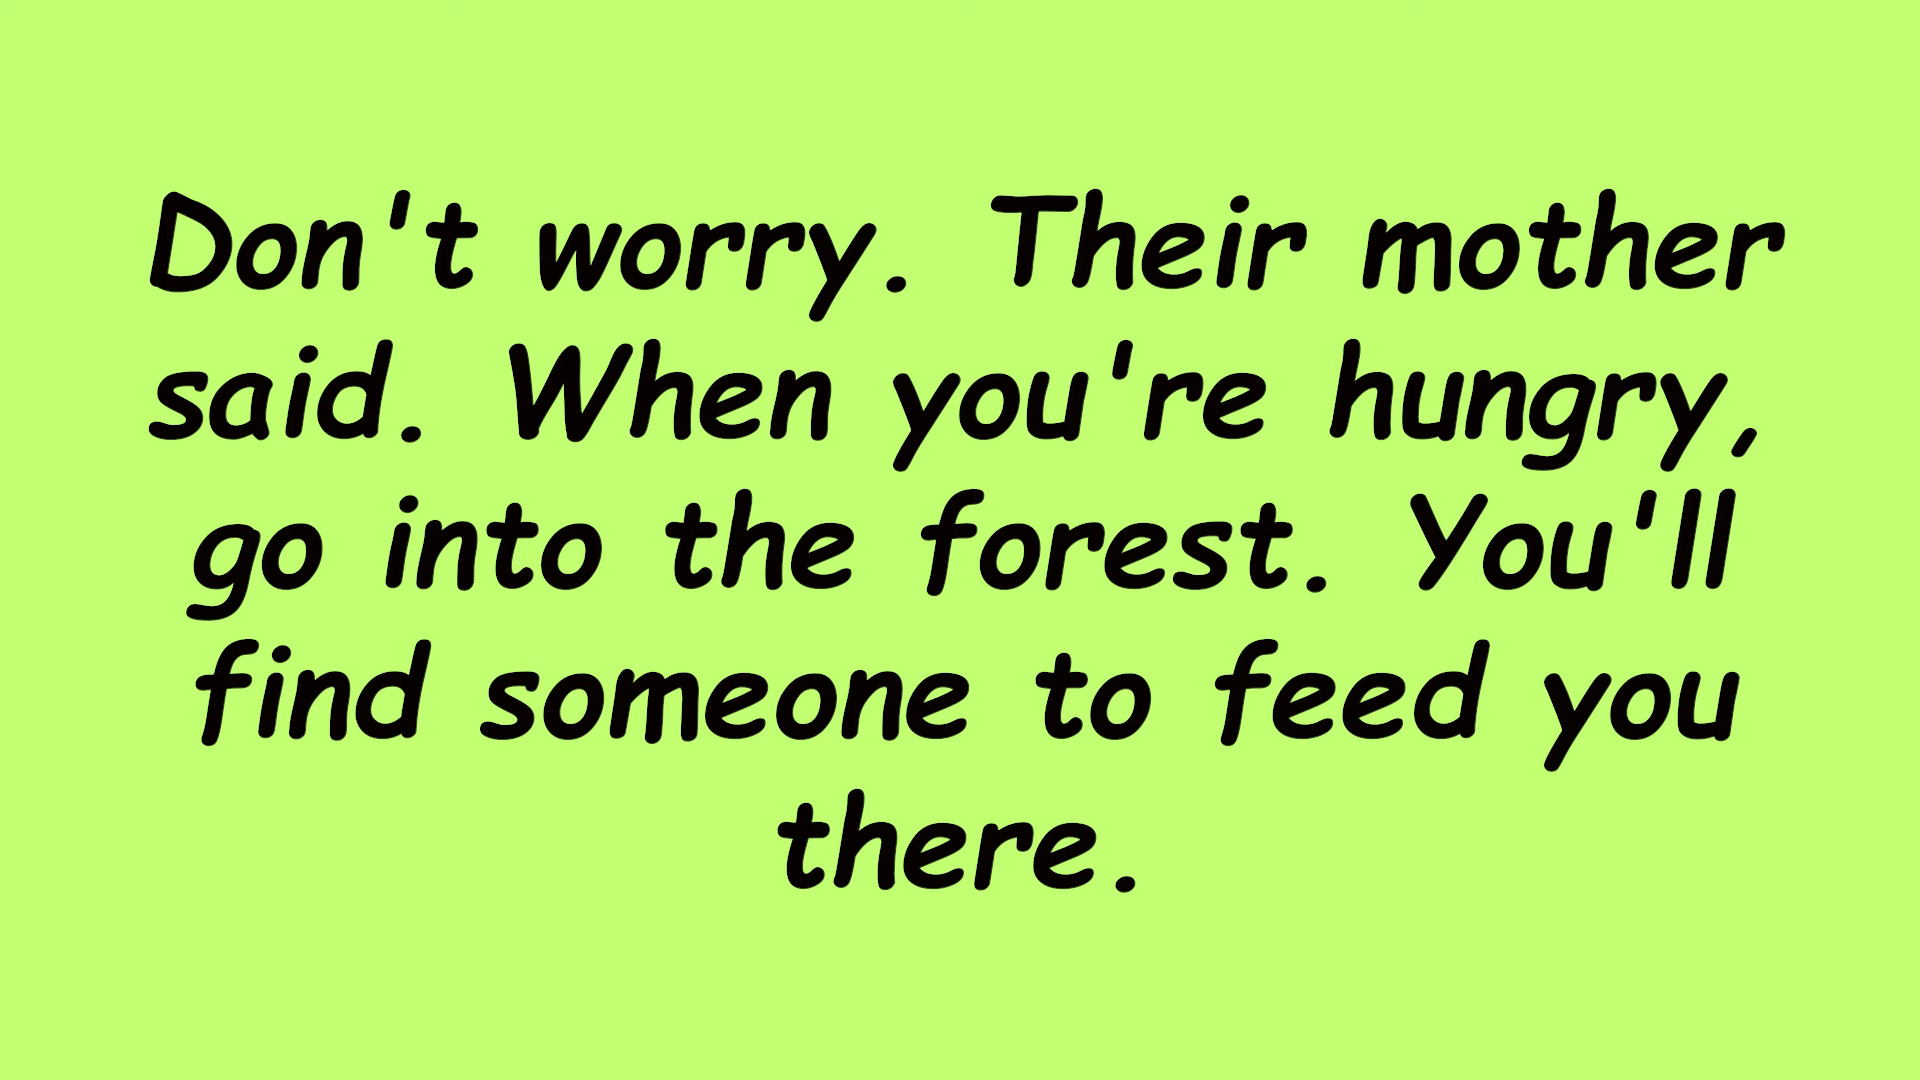 Don't worry. Their mother
said. When you're hungry,
go into the forest. You'll
find someone to feed you
there.